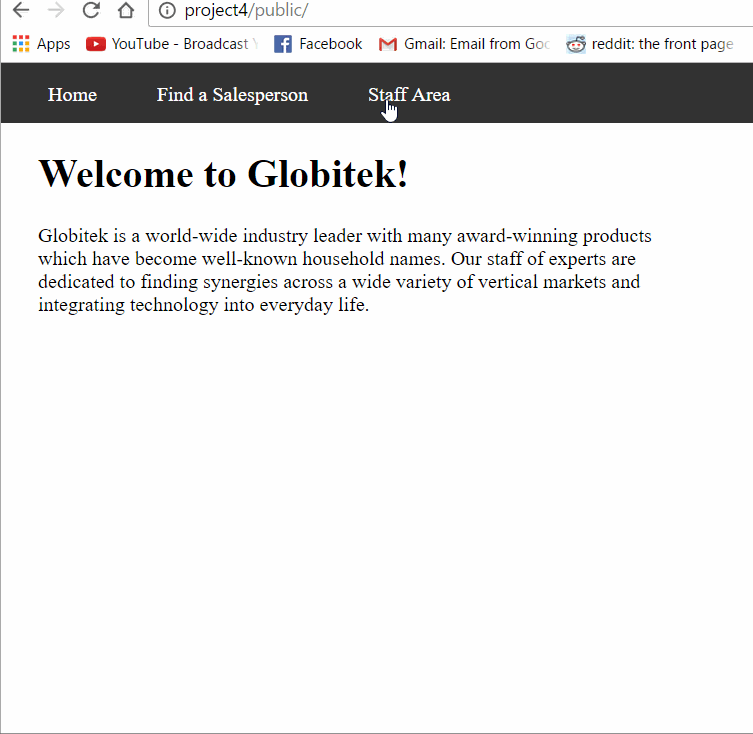 project4/public/
Apps YouTube - Broadcast Facebook Gmail: Email from Goo reddit: the front page
Home Find a Salesperson Staff Area
Welcome to Globitek!
Globitek is a world-wide industry leader with many award-winning products
which have become well-known household names. Our staff of experts are
dedicated to finding synergies across a wide variety of vertical markets and
integrating technology into everyday life.